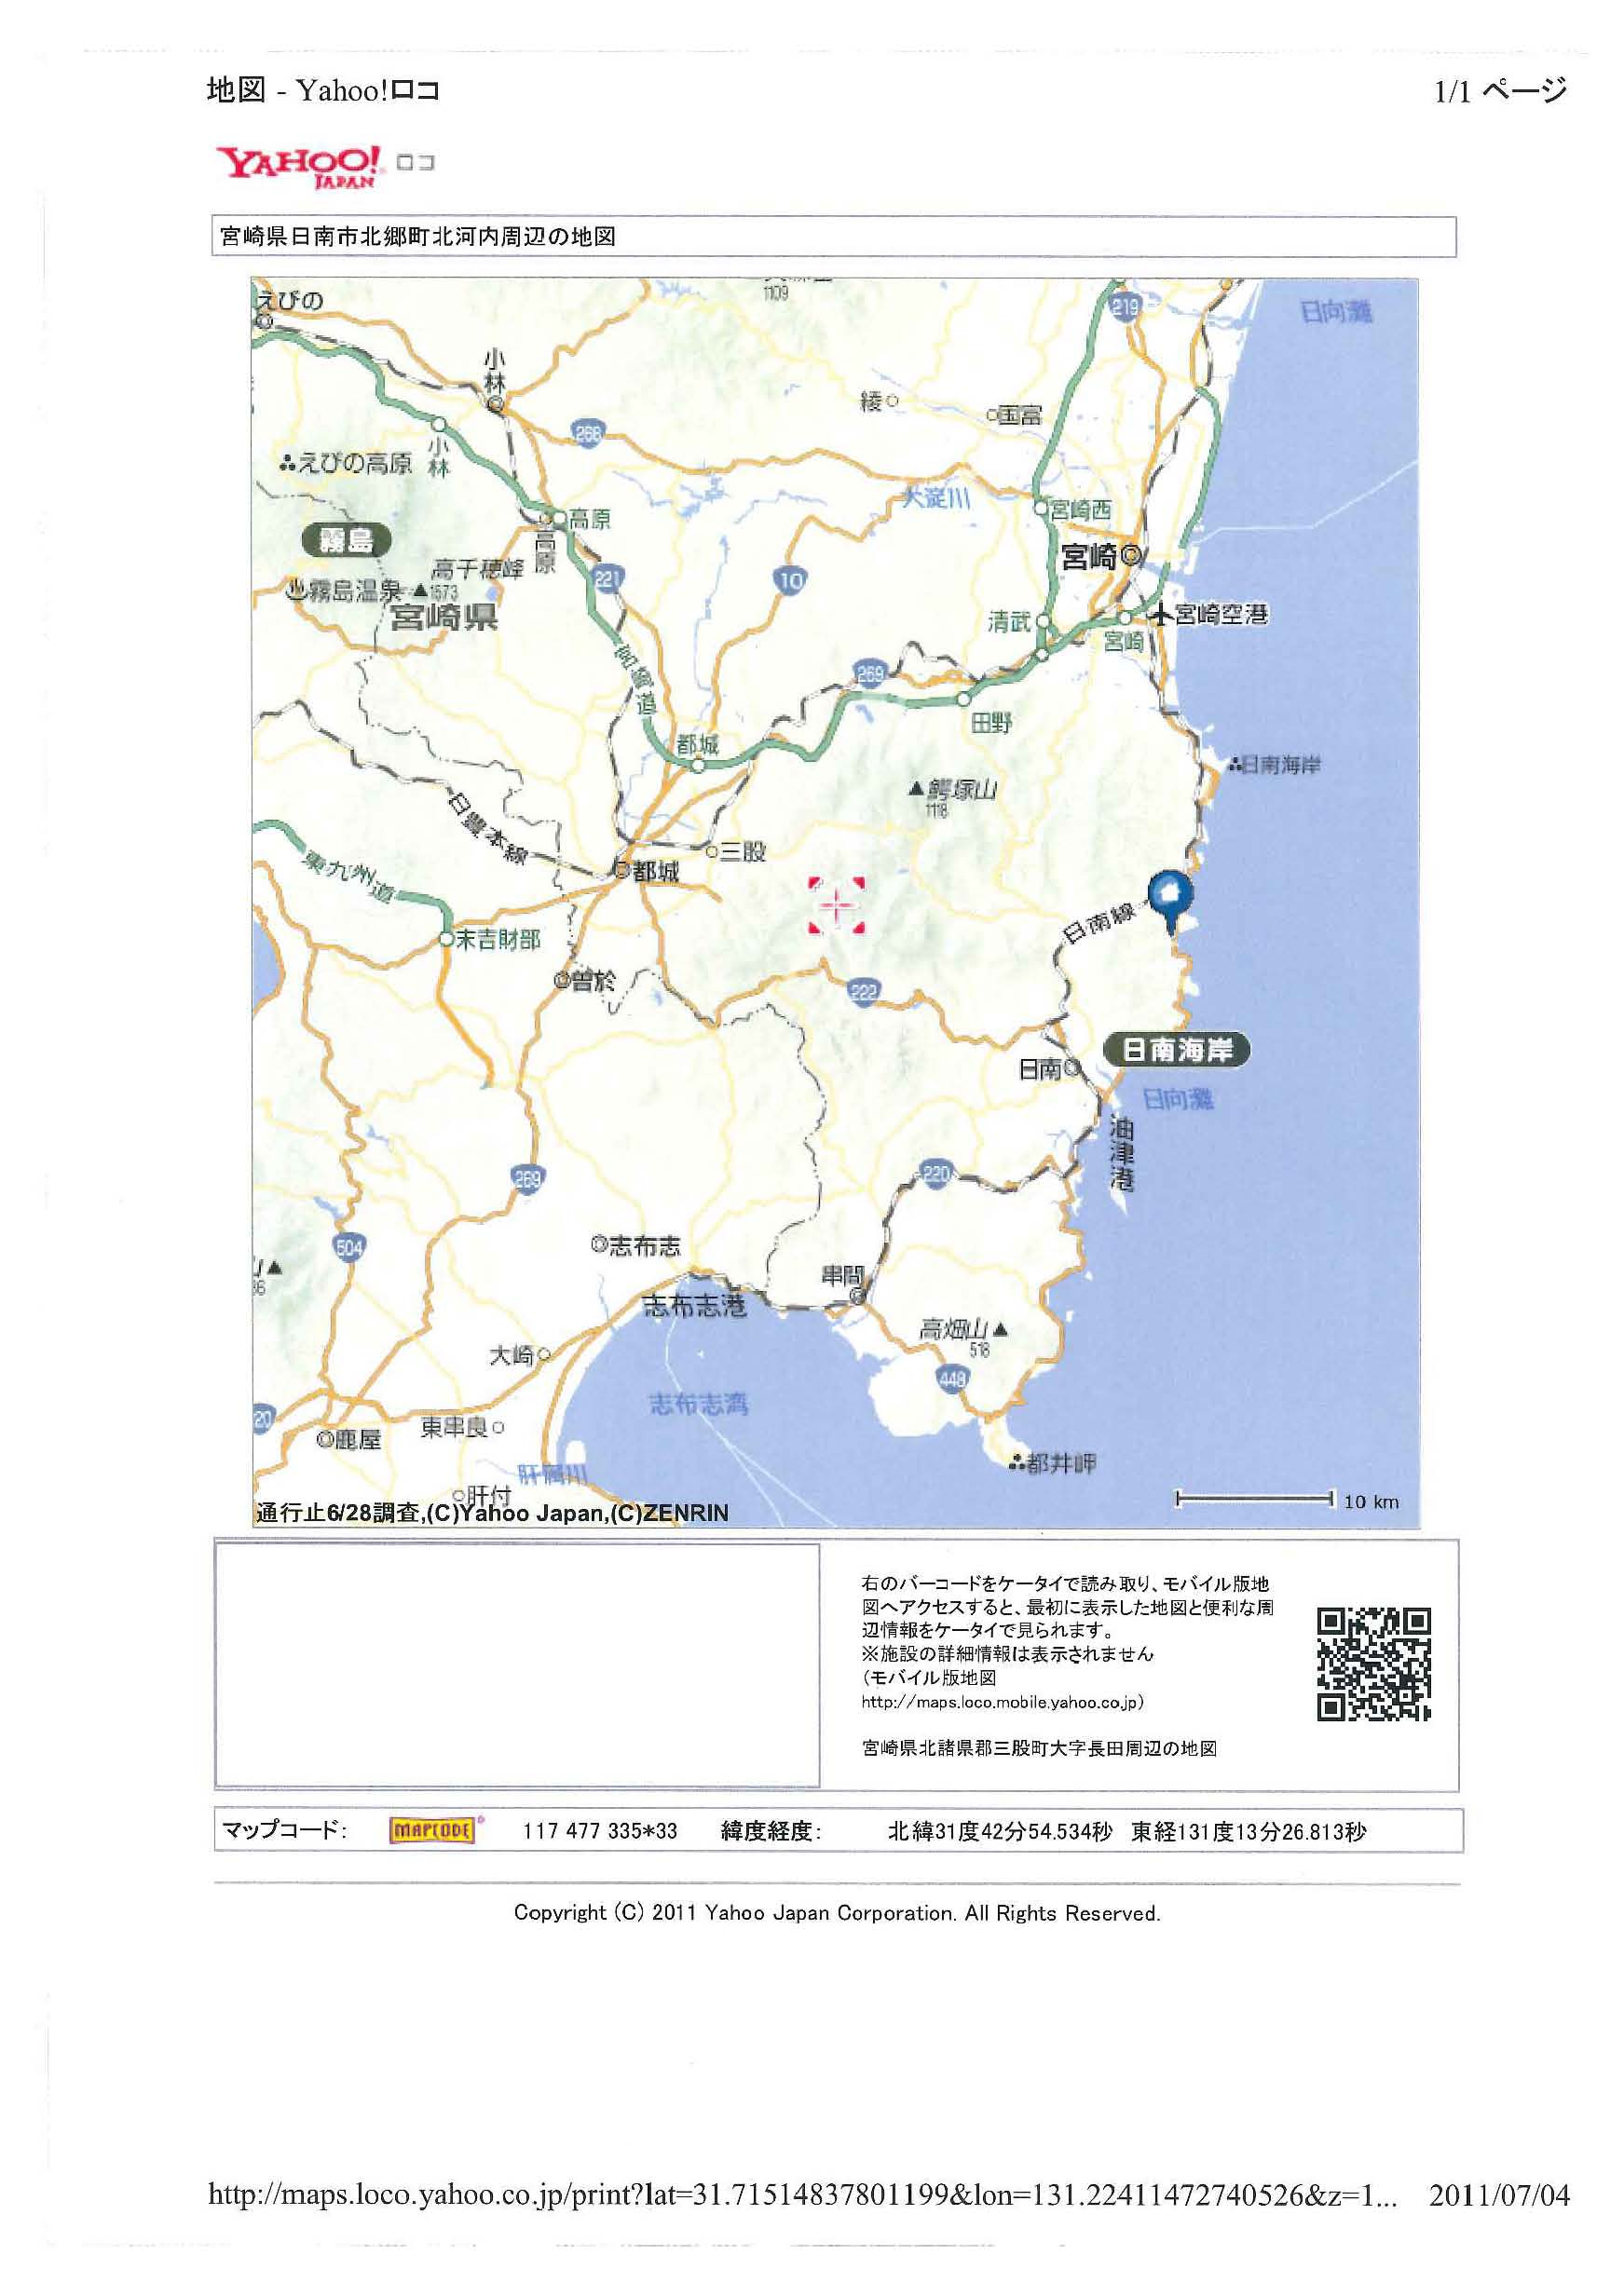 地図 - Yahoo!ロコ
1/1 ページ
YAHOO! ロコ
JAPAN
宮崎県日南市北郷町北河内周辺の地図
1109
えびの
219
日向灘
小林
綾
国富
268
えびの高原
小林
大淀川
宮崎西
高原
高原
霧島
宮崎
高千穂峰
1573
221
10
霧島温泉
宮崎県
清武
宮崎空港
宮崎
宮崎道
269
田野
都城
日南海岸
鰐塚山
1118
日豊本線
三股
都城
東九州道
日南線
末吉財部
曽於
222
日南海岸
日南
日向灘
油津港
269
220
504
志布志
串間
志布志港
高畑山
518
大崎
448
志布志湾
20
東串良
鹿屋
都井岬
肝属川
肝付
10 km
通行止6/28調査,(C)Yahoo Japan,(C)ZENRIN
右のバーコードをケータイで読み取り、モバイル版地
図へアクセスすると、最初に表示した地図と便利な周
辺情報をケータイで見られます。
※施設の詳細情報は表示されません
(モバイル版地図
http://maps.loco.mobile.yahoo.co.jp)
宮崎県北諸県郡三股町大字長田周辺の地図
マップコード: MAPCODE 117 477 335*33 緯度経度: 北緯31度42分54.534秒 東経131度13分26.813秒
Copyright (C) 2011 Yahoo Japan Corporation. All Rights Reserved.
http://maps.loco.yahoo.co.jp/print?lat=31.71514837801199&lon=131.22411472740526&z=1... 2011/07/04